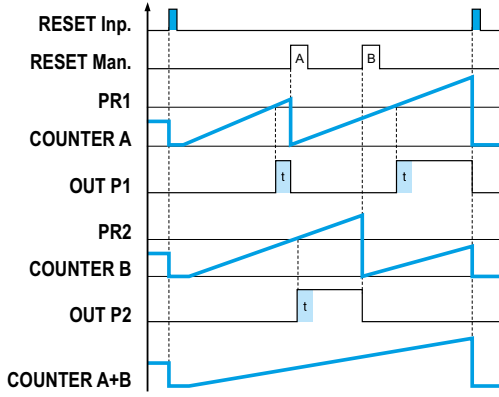 RESET Inp.
RESET Man. A B
PR1
COUNTER A
OUT P1 t t
PR2
COUNTER B
OUT P2 t
COUNTER A+B